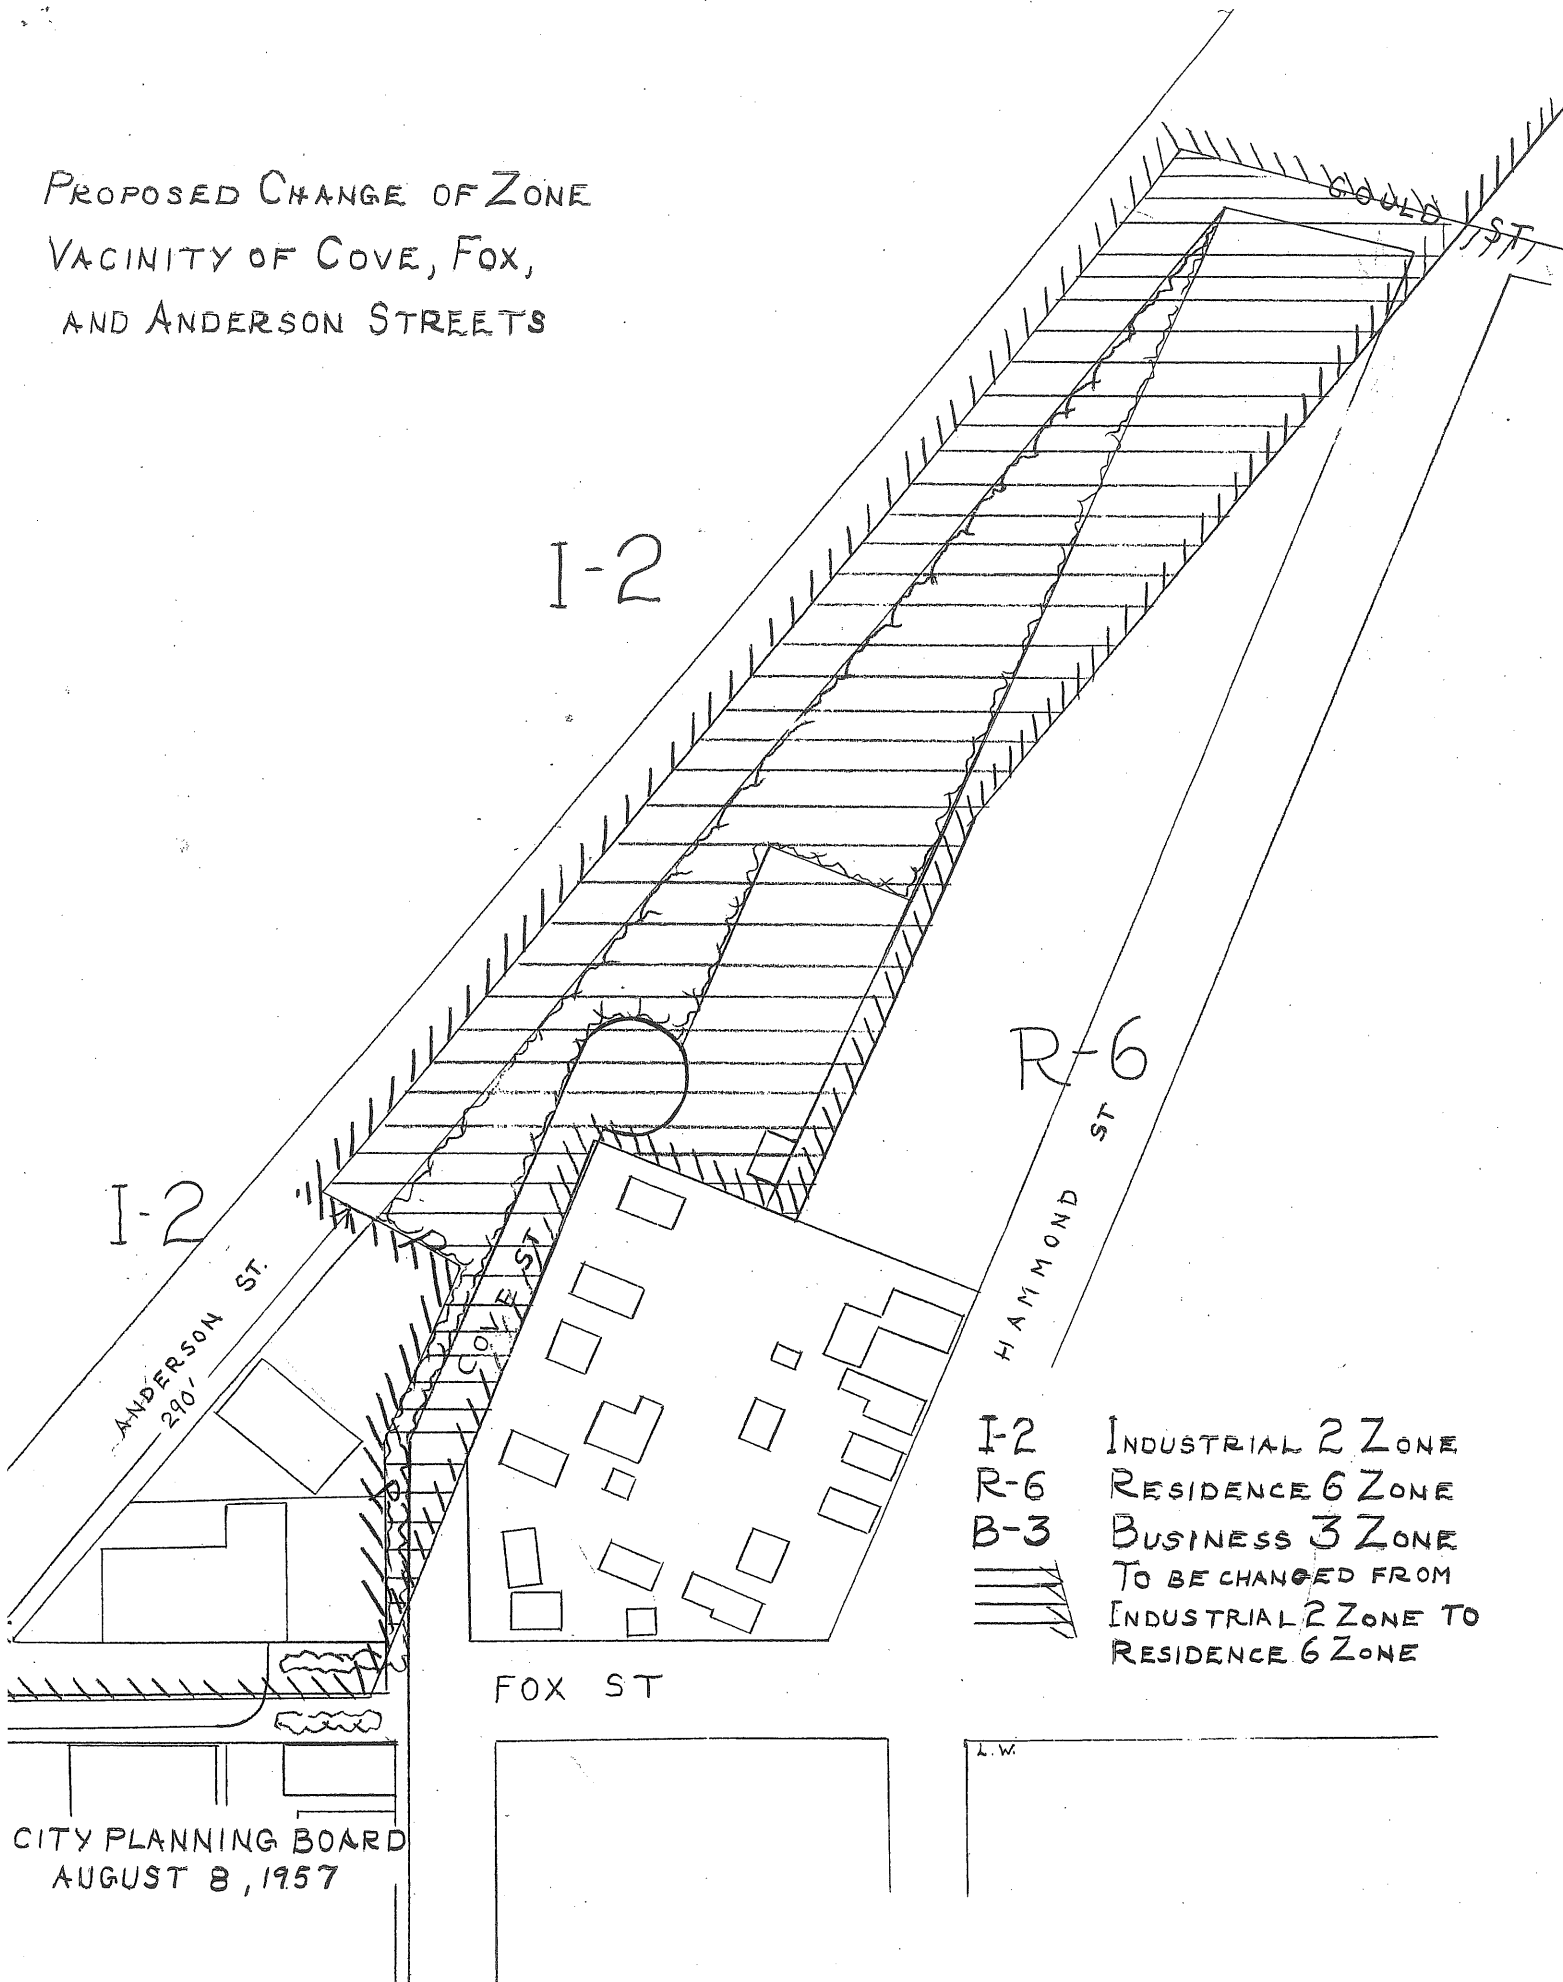 PROPOSED CHANGE OF ZONE
VACINITY OF COVE, FOX,
AND ANDERSON STREETS
GOULD ST
I-2
R-6
I-2
ANDERSON ST.
290'
COVE ST
HAMMOND ST
I-2 INDUSTRIAL 2 ZONE
R-6 RESIDENCE 6 ZONE
B-3 BUSINESS 3 ZONE
TO BE CHANGED FROM
INDUSTRIAL 2 ZONE TO
RESIDENCE 6 ZONE
FOX ST
L.W.
CITY PLANNING BOARD
AUGUST 8, 1957